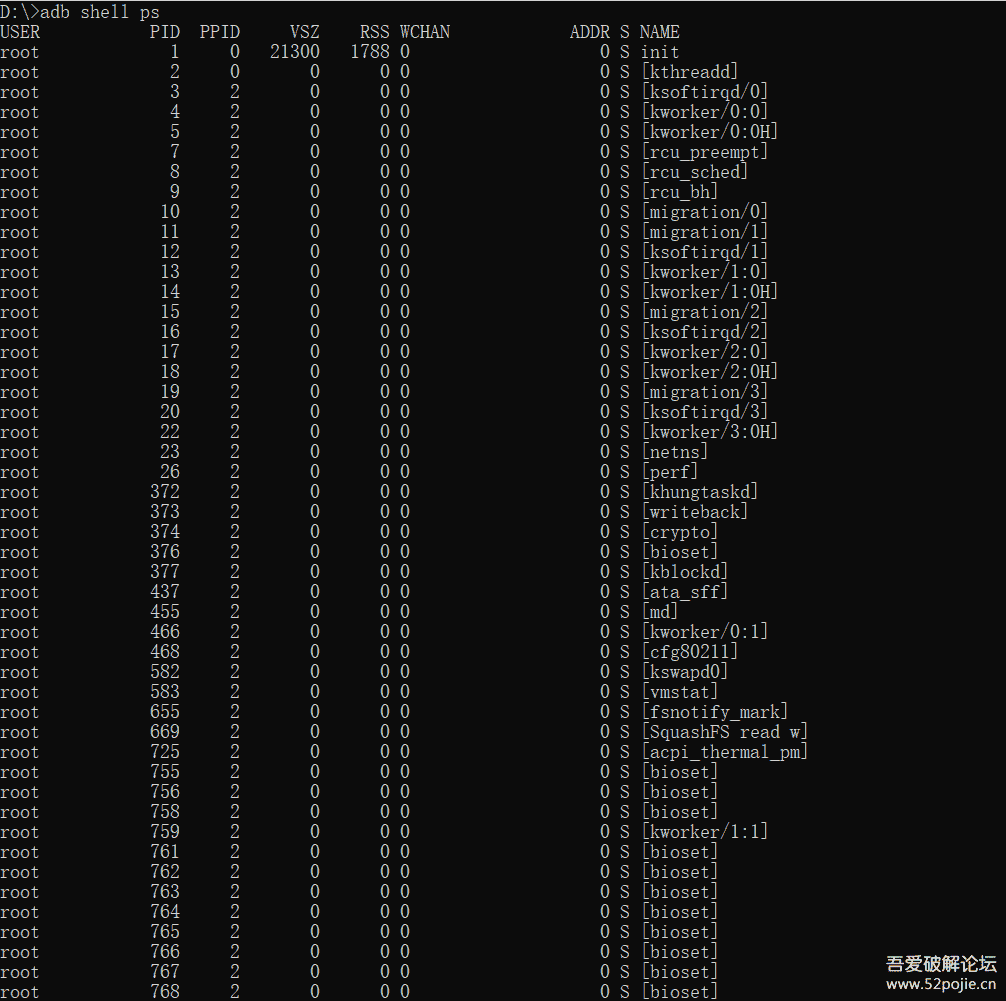 D:\>adb shell ps
USER PID PPID VSZ RSS WCHAN ADDR S NAME
root 1 0 21300 1788 0 0 S init
root 2 0 0 0 0 0 S [kthreadd]
root 3 2 0 0 0 0 S [ksoftirqd/0]
root 4 2 0 0 0 0 S [kworker/0:0]
root 5 2 0 0 0 0 S [kworker/0:0H]
root 7 2 0 0 0 0 S [rcu_preempt]
root 8 2 0 0 0 0 S [rcu_sched]
root 9 2 0 0 0 0 S [rcu_bh]
root 10 2 0 0 0 0 S [migration/0]
root 11 2 0 0 0 0 S [migration/1]
root 12 2 0 0 0 0 S [ksoftirqd/1]
root 13 2 0 0 0 0 S [kworker/1:0]
root 14 2 0 0 0 0 S [kworker/1:0H]
root 15 2 0 0 0 0 S [migration/2]
root 16 2 0 0 0 0 S [ksoftirqd/2]
root 17 2 0 0 0 0 S [kworker/2:0]
root 18 2 0 0 0 0 S [kworker/2:0H]
root 19 2 0 0 0 0 S [migration/3]
root 20 2 0 0 0 0 S [ksoftirqd/3]
root 22 2 0 0 0 0 S [kworker/3:0H]
root 23 2 0 0 0 0 S [netns]
root 26 2 0 0 0 0 S [perf]
root 372 2 0 0 0 0 S [khungtaskd]
root 373 2 0 0 0 0 S [writeback]
root 374 2 0 0 0 0 S [crypto]
root 376 2 0 0 0 0 S [bioset]
root 377 2 0 0 0 0 S [kblockd]
root 437 2 0 0 0 0 S [ata_sff]
root 455 2 0 0 0 0 S [md]
root 466 2 0 0 0 0 S [kworker/0:1]
root 468 2 0 0 0 0 S [cfg80211]
root 582 2 0 0 0 0 S [kswapd0]
root 583 2 0 0 0 0 S [vmstat]
root 655 2 0 0 0 0 S [fsnotify_mark]
root 669 2 0 0 0 0 S [SquashFS read w]
root 725 2 0 0 0 0 S [acpi_thermal_pm]
root 755 2 0 0 0 0 S [bioset]
root 756 2 0 0 0 0 S [bioset]
root 758 2 0 0 0 0 S [bioset]
root 759 2 0 0 0 0 S [kworker/1:1]
root 761 2 0 0 0 0 S [bioset]
root 762 2 0 0 0 0 S [bioset]
root 763 2 0 0 0 0 S [bioset]
root 764 2 0 0 0 0 S [bioset]
root 765 2 0 0 0 0 S [bioset]
root 766 2 0 0 0 0 S [bioset]
root 767 2 0 0 0 0 S [bioset]
root 768 2 0 0 0 0 S [bioset]
吾爱破解论坛
www.52pojie.cn